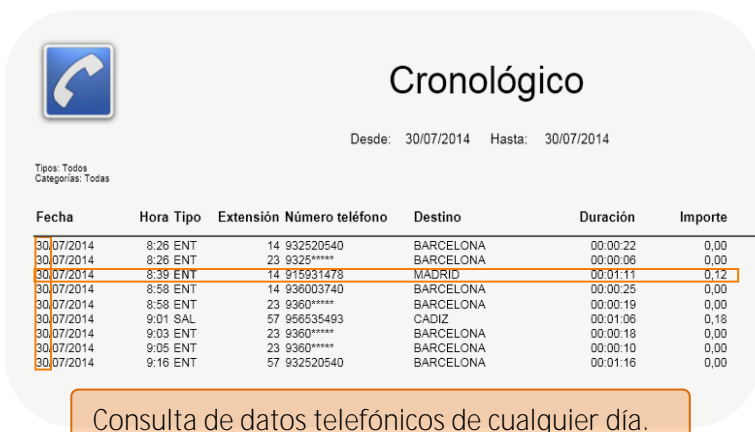 Cronológico
Desde: 30/07/2014 Hasta: 30/07/2014
Tipos: Todos
Categorías: Todas
Fecha Hora Tipo Extensión Número teléfono Destino Duración Importe
30/07/2014 8:26 ENT 14 932520540 BARCELONA 00:00:22 0,00
30/07/2014 8:26 ENT 23 9325***** BARCELONA 00:00:06 0,00
30/07/2014 8:39 ENT 14 915931478 MADRID 00:01:11 0,12
30/07/2014 8:58 ENT 14 936003740 BARCELONA 00:00:25 0,00
30/07/2014 8:58 ENT 23 9360***** BARCELONA 00:00:19 0,00
30/07/2014 9:01 SAL 57 956535493 CADIZ 00:01:06 0,18
30/07/2014 9:03 ENT 23 9360***** BARCELONA 00:00:18 0,00
30/07/2014 9:05 ENT 23 9360***** BARCELONA 00:00:10 0,00
30/07/2014 9:16 ENT 57 932520540 BARCELONA 00:01:16 0,00
Consulta de datos telefónicos de cualquier día.